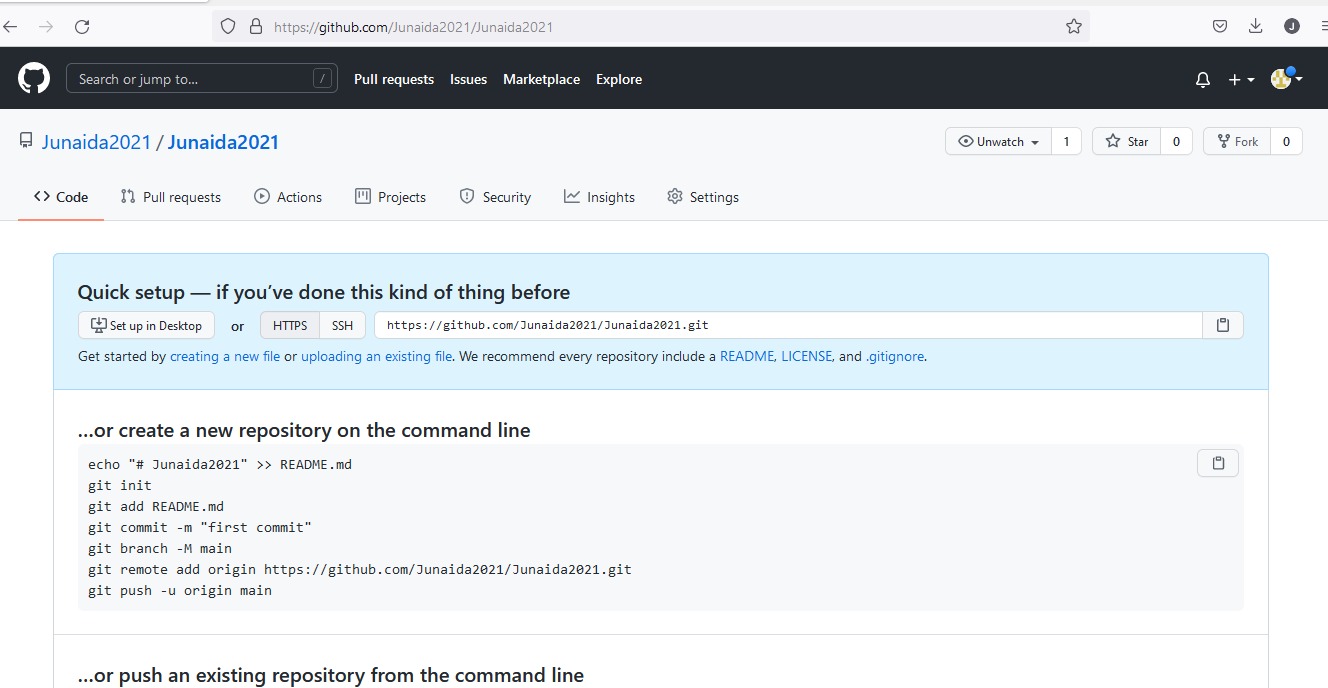 https://github.com/Junaida2021/Junaida2021
J
Search or jump to...
/
Pull requests
Issues
Marketplace
Explore
Junaida2021 / Junaida2021
Unwatch
1
Star
0
Fork
0
Code
Pull requests
Actions
Projects
Security
Insights
Settings
Quick setup — if you’ve done this kind of thing before
Set up in Desktop
or
HTTPS
SSH
https://github.com/Junaida2021/Junaida2021.git
Get started by creating a new file or uploading an existing file. We recommend every repository include a README, LICENSE, and .gitignore.
…or create a new repository on the command line
echo "# Junaida2021" >> README.md
git init
git add README.md
git commit -m "first commit"
git branch -M main
git remote add origin https://github.com/Junaida2021/Junaida2021.git
git push -u origin main
…or push an existing repository from the command line